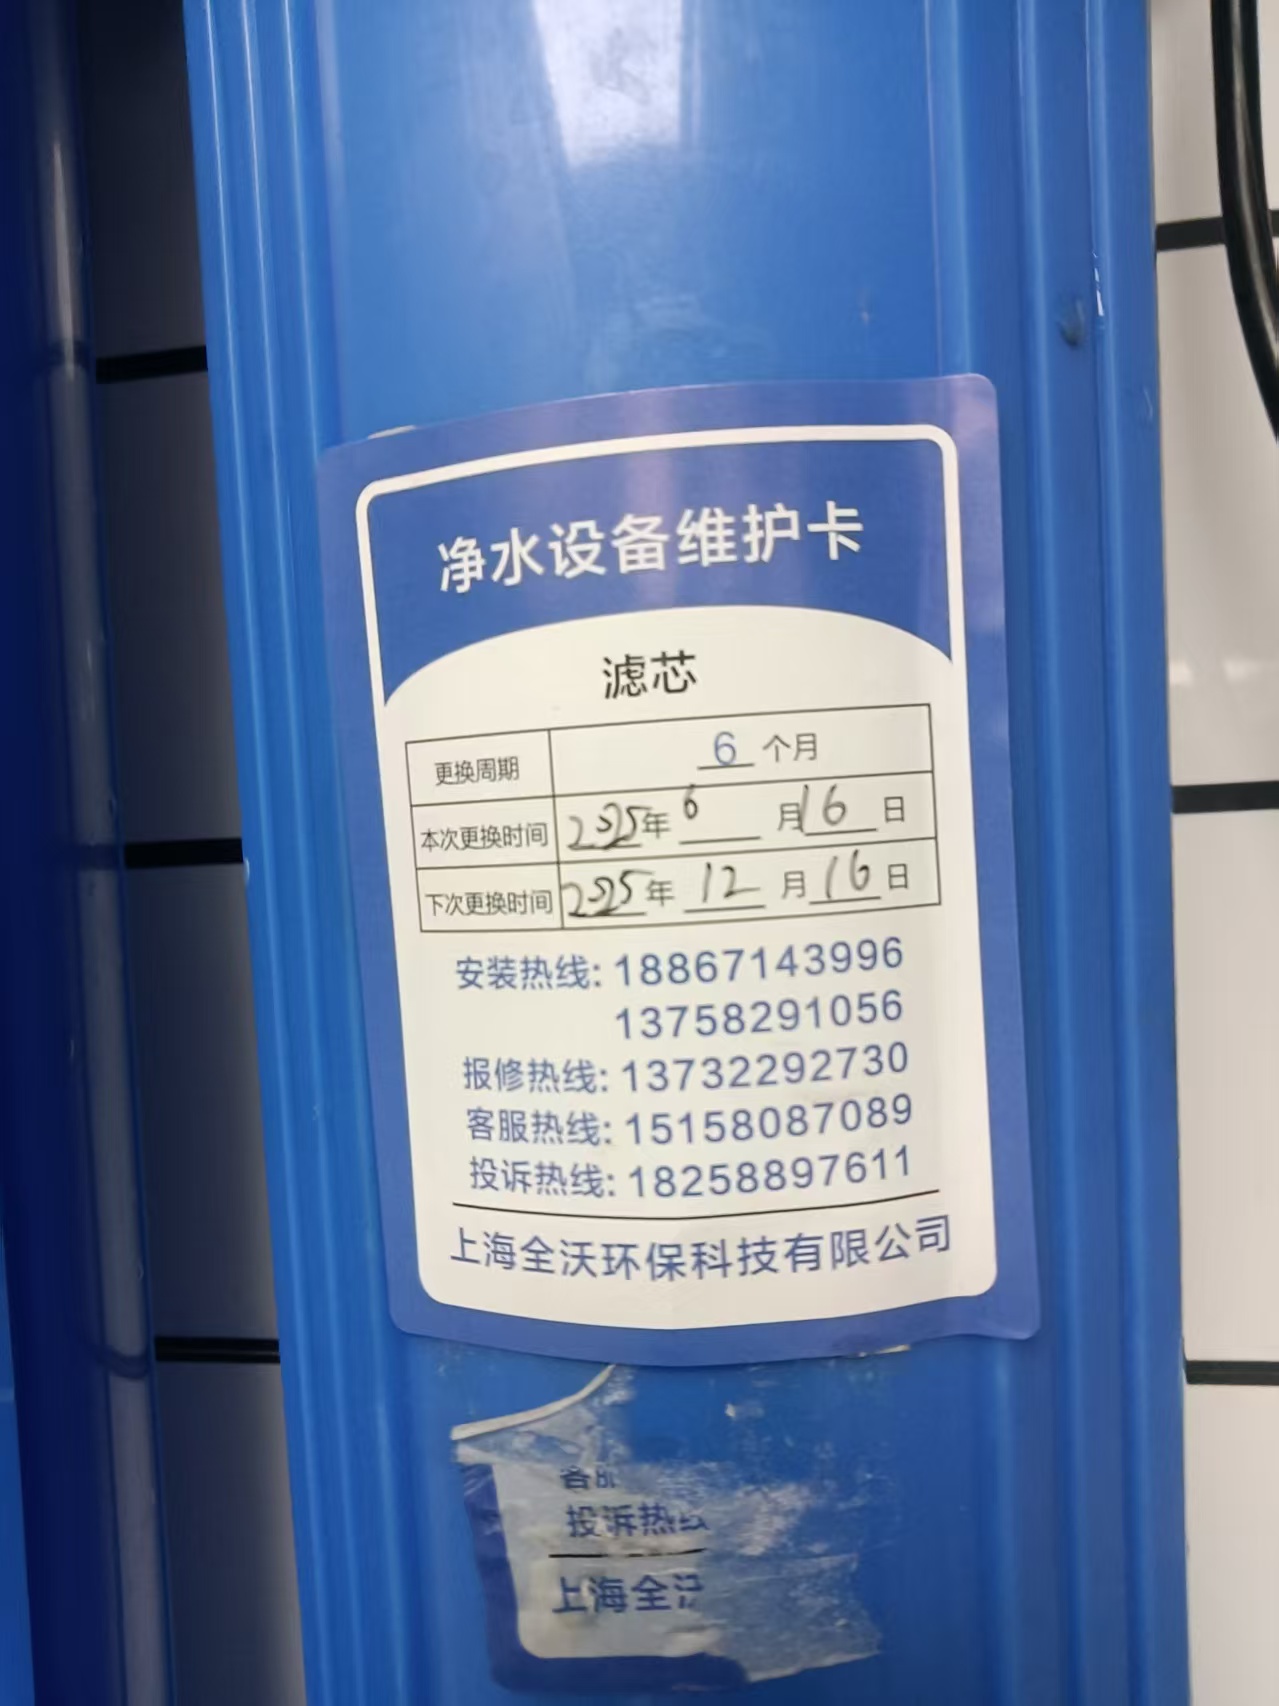 净水设备维护卡
滤芯
更换周期 6 个月
本次更换时间 2025年 6 月 16 日
下次更换时间 2025年 12 月 16 日
安装热线: 18867143996
13758291056
报修热线: 13732292730
客服热线: 15158087089
投诉热线: 18258897611
上海全沃环保科技有限公司
投诉热
上海全